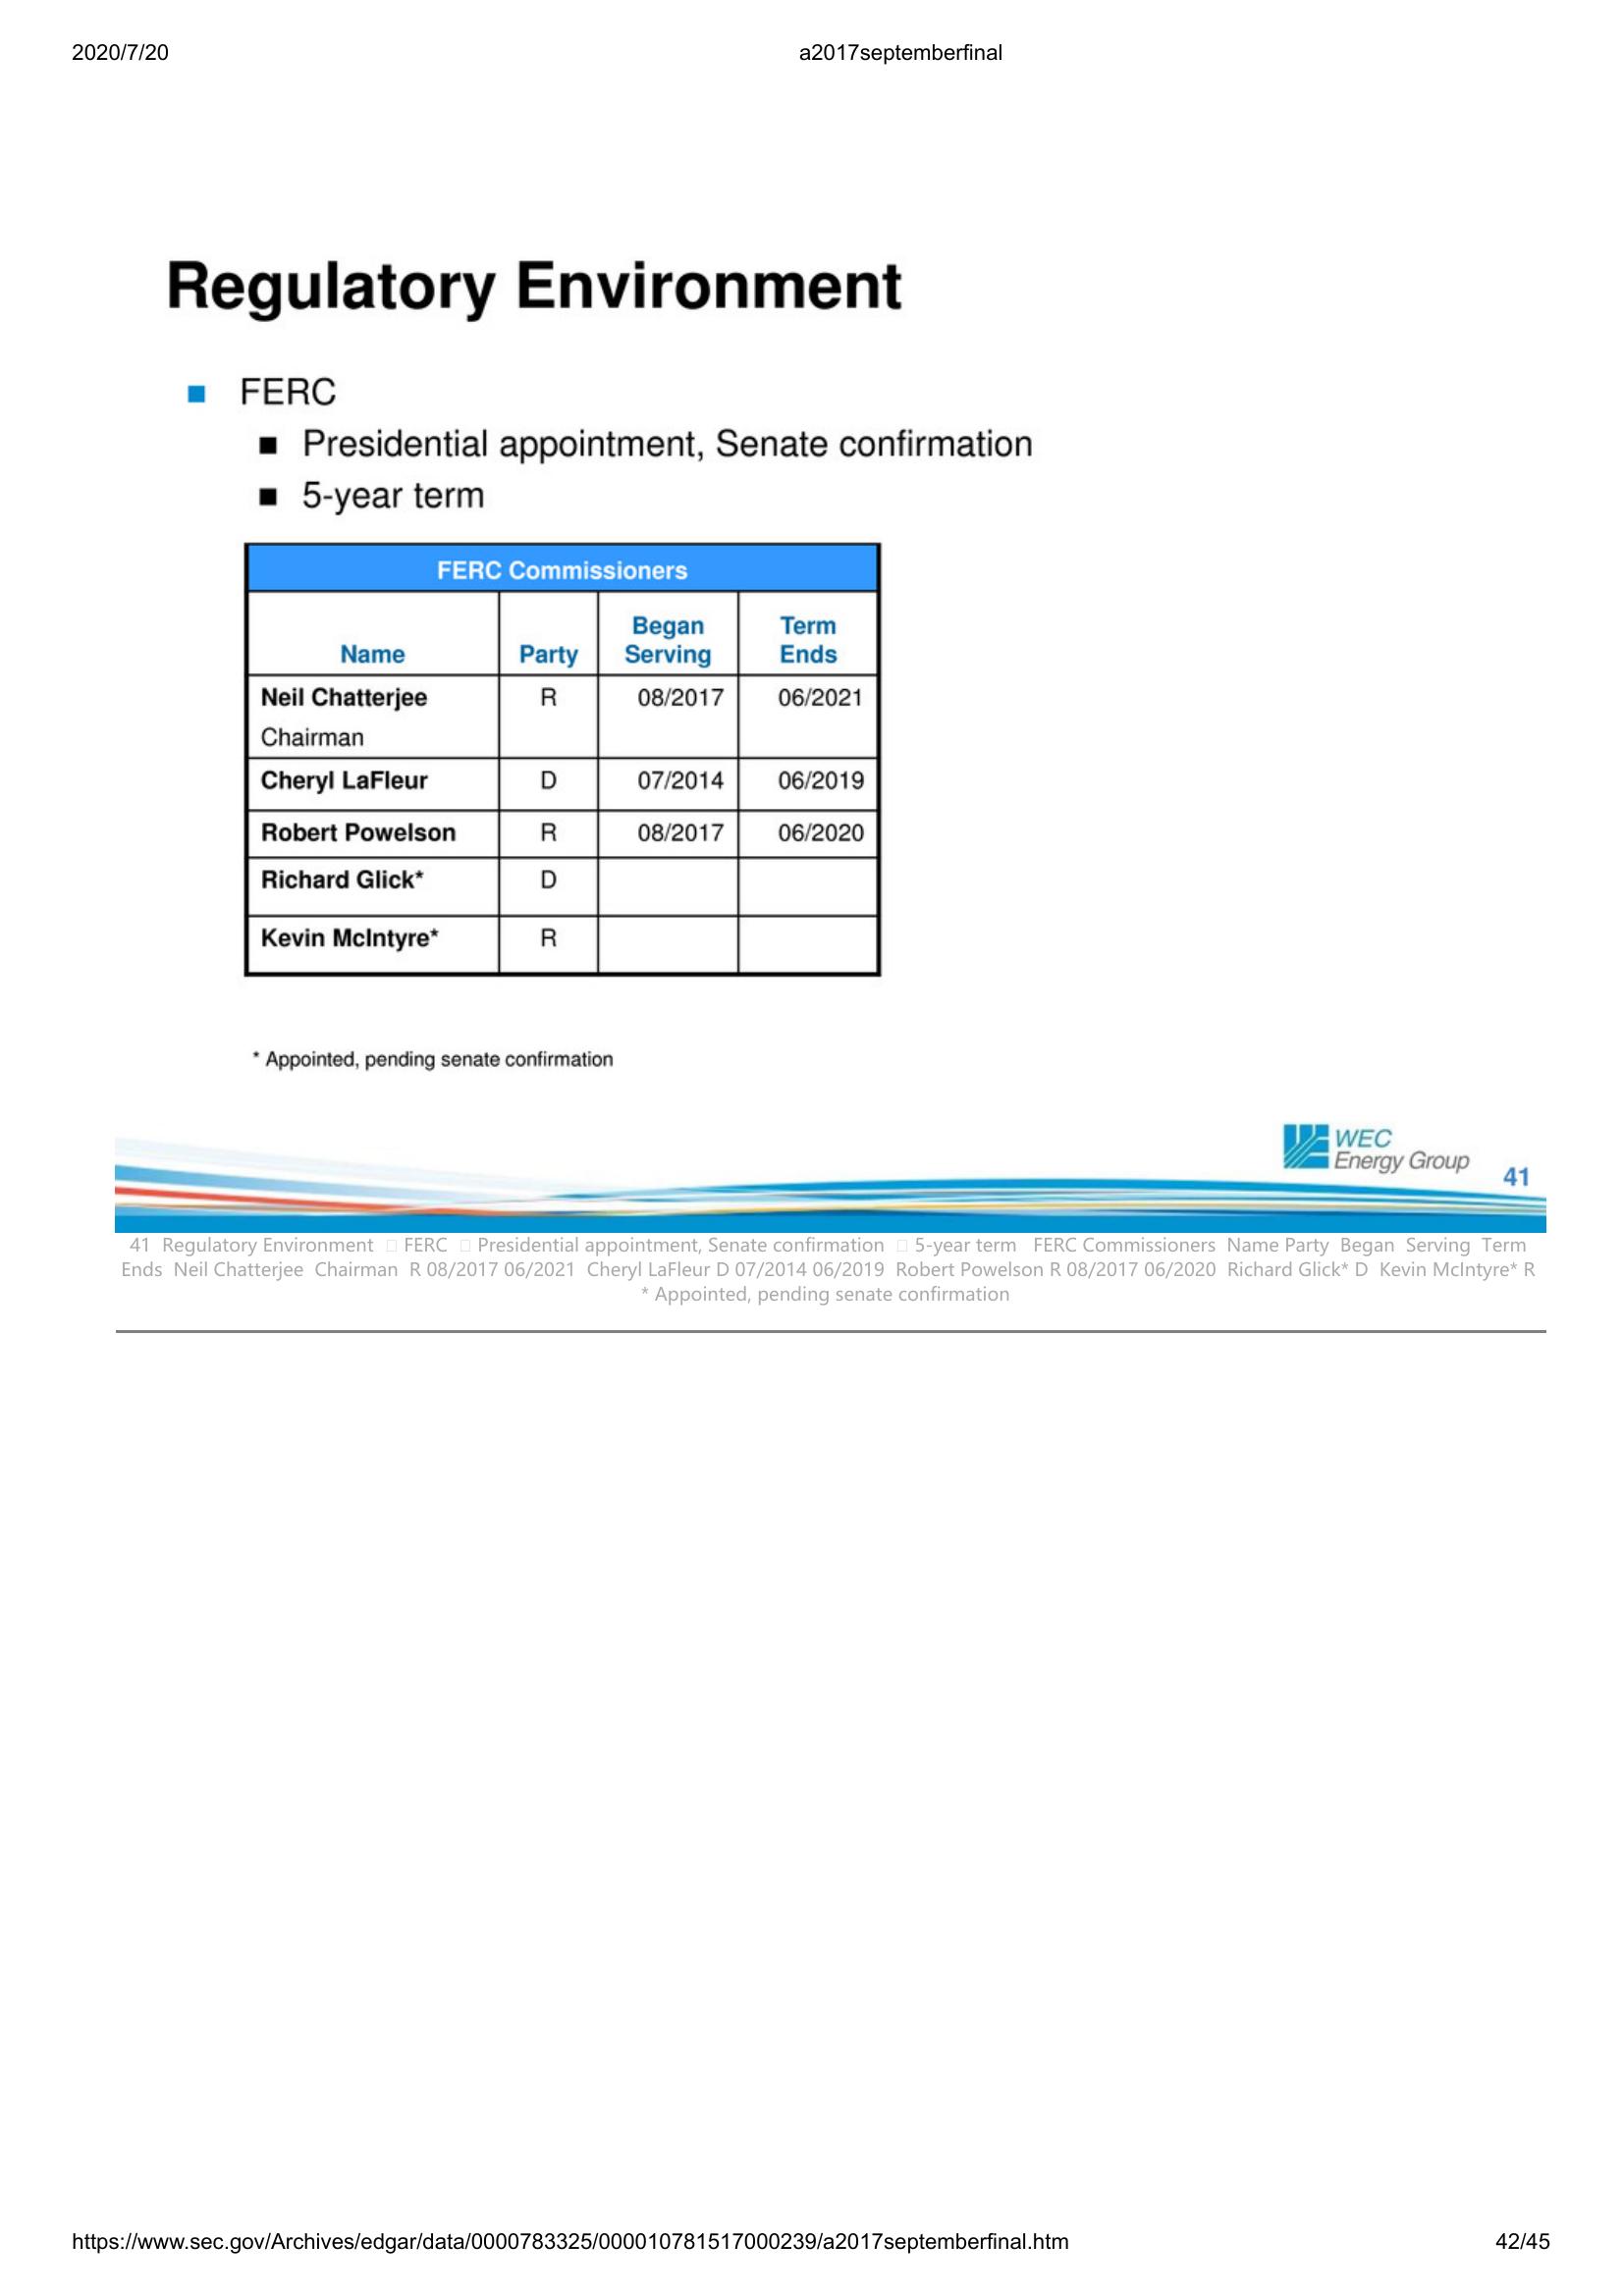 2020/7/20
a2017septemberfinal
Regulatory Environment
FERC
Presidential appointment, Senate confirmation
5-year term
FERC Commissioners
Name Party Began Serving Term Ends
Neil Chatterjee R 08/2017 06/2021
Chairman
Cheryl LaFleur D 07/2014 06/2019
Robert Powelson R 08/2017 06/2020
Richard Glick* D
Kevin McIntyre* R
* Appointed, pending senate confirmation
WEC
Energy Group
41
41 Regulatory Environment FERC Presidential appointment, Senate confirmation 5-year term FERC Commissioners Name Party Began Serving Term
Ends Neil Chatterjee Chairman R 08/2017 06/2021 Cheryl LaFleur D 07/2014 06/2019 Robert Powelson R 08/2017 06/2020 Richard Glick* D Kevin McIntyre* R
* Appointed, pending senate confirmation
https://www.sec.gov/Archives/edgar/data/0000783325/000010781517000239/a2017septemberfinal.htm
42/45